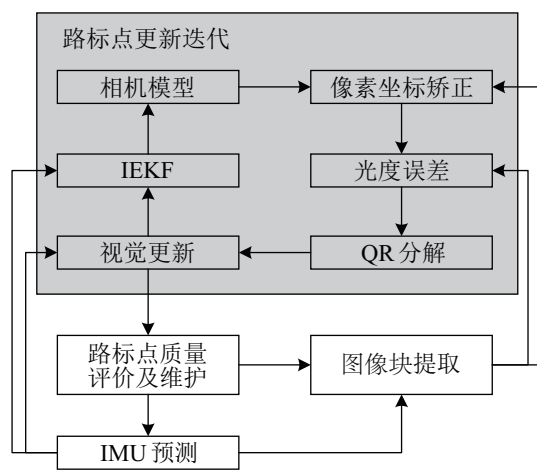 路标点更新迭代
相机模型
像素坐标矫正
IEKF
光度误差
视觉更新
QR 分解
路标点质量
评价及维护
图像块提取
IMU 预测